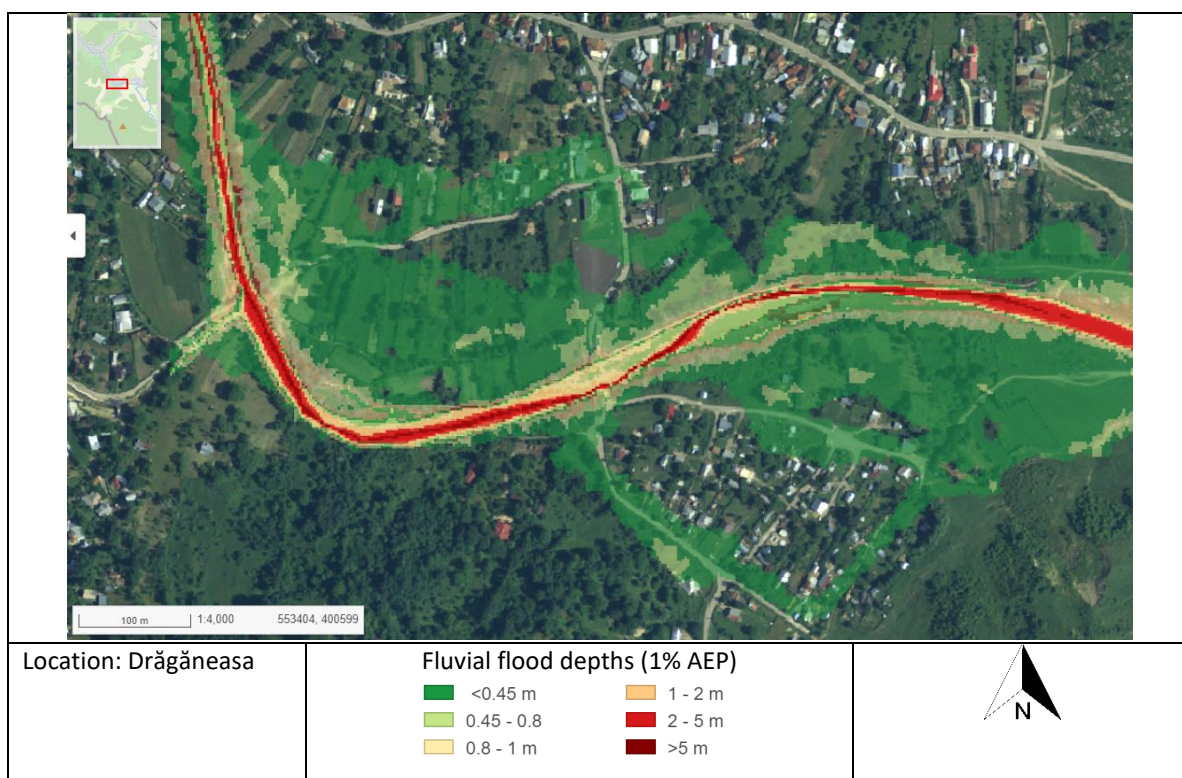 100 m 1:4,000 553404, 400599
Location: Drăgăneasa
Fluvial flood depths (1% AEP)
<0.45 m
1 - 2 m
0.45 - 0.8
2 - 5 m
0.8 - 1 m
>5 m
N